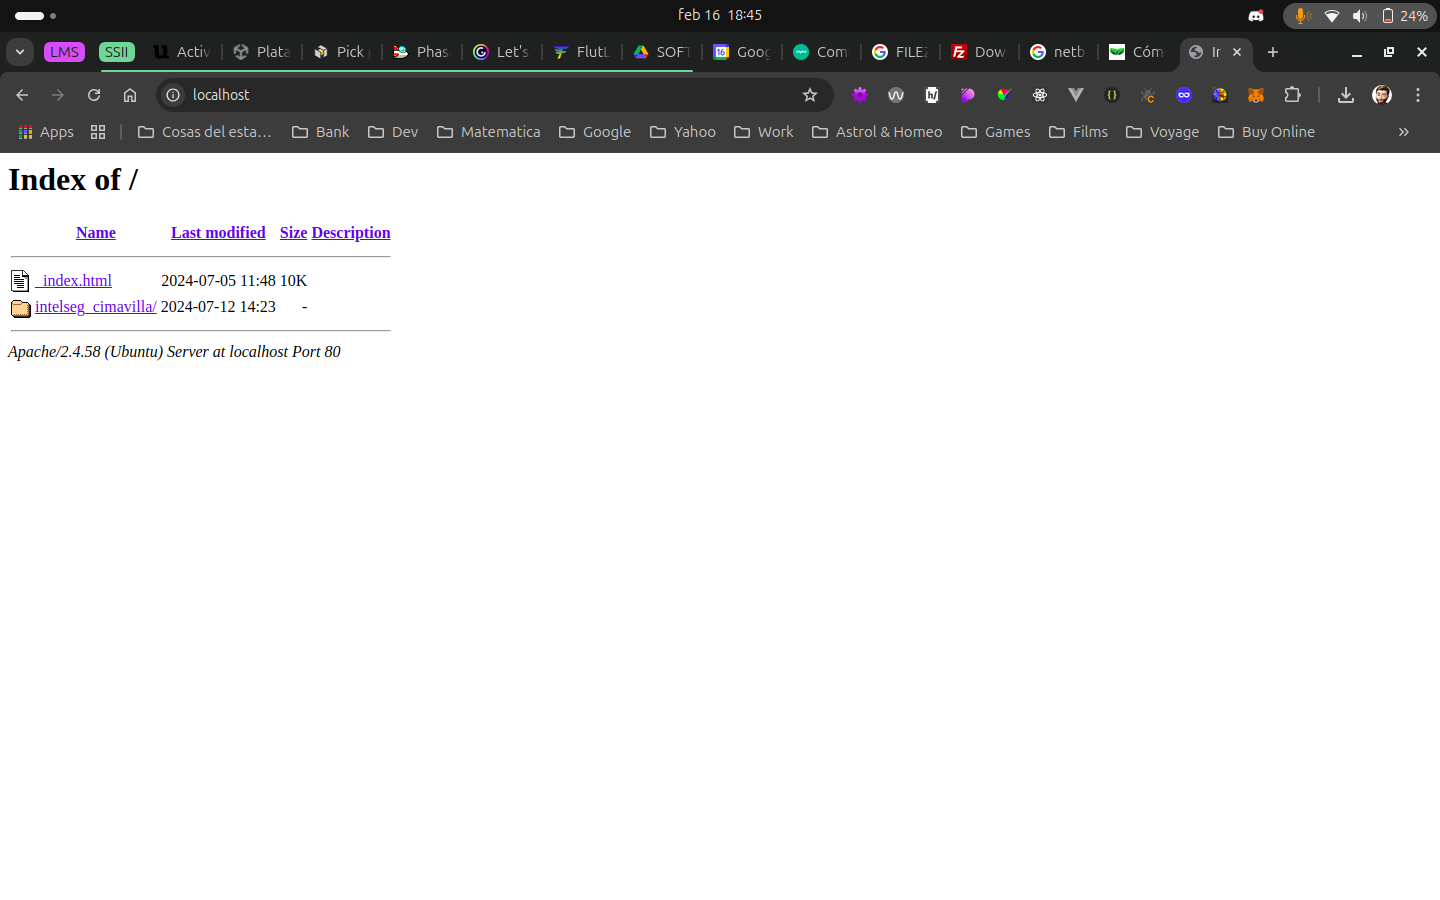 feb 16 18:45
24%
LMS SSII Activ Plata Pick Phas Let's FlutL SOFT Goog Com FILEZ Dow netb Cóm
localhost
Apps Cosas del esta... Bank Dev Matematica Google Yahoo Work Astrol & Homeo Games Films Voyage Buy Online »
Index of /
Name Last modified Size Description
_index.html 2024-07-05 11:48 10K
intelseg_cimavilla/ 2024-07-12 14:23 -
Apache/2.4.58 (Ubuntu) Server at localhost Port 80